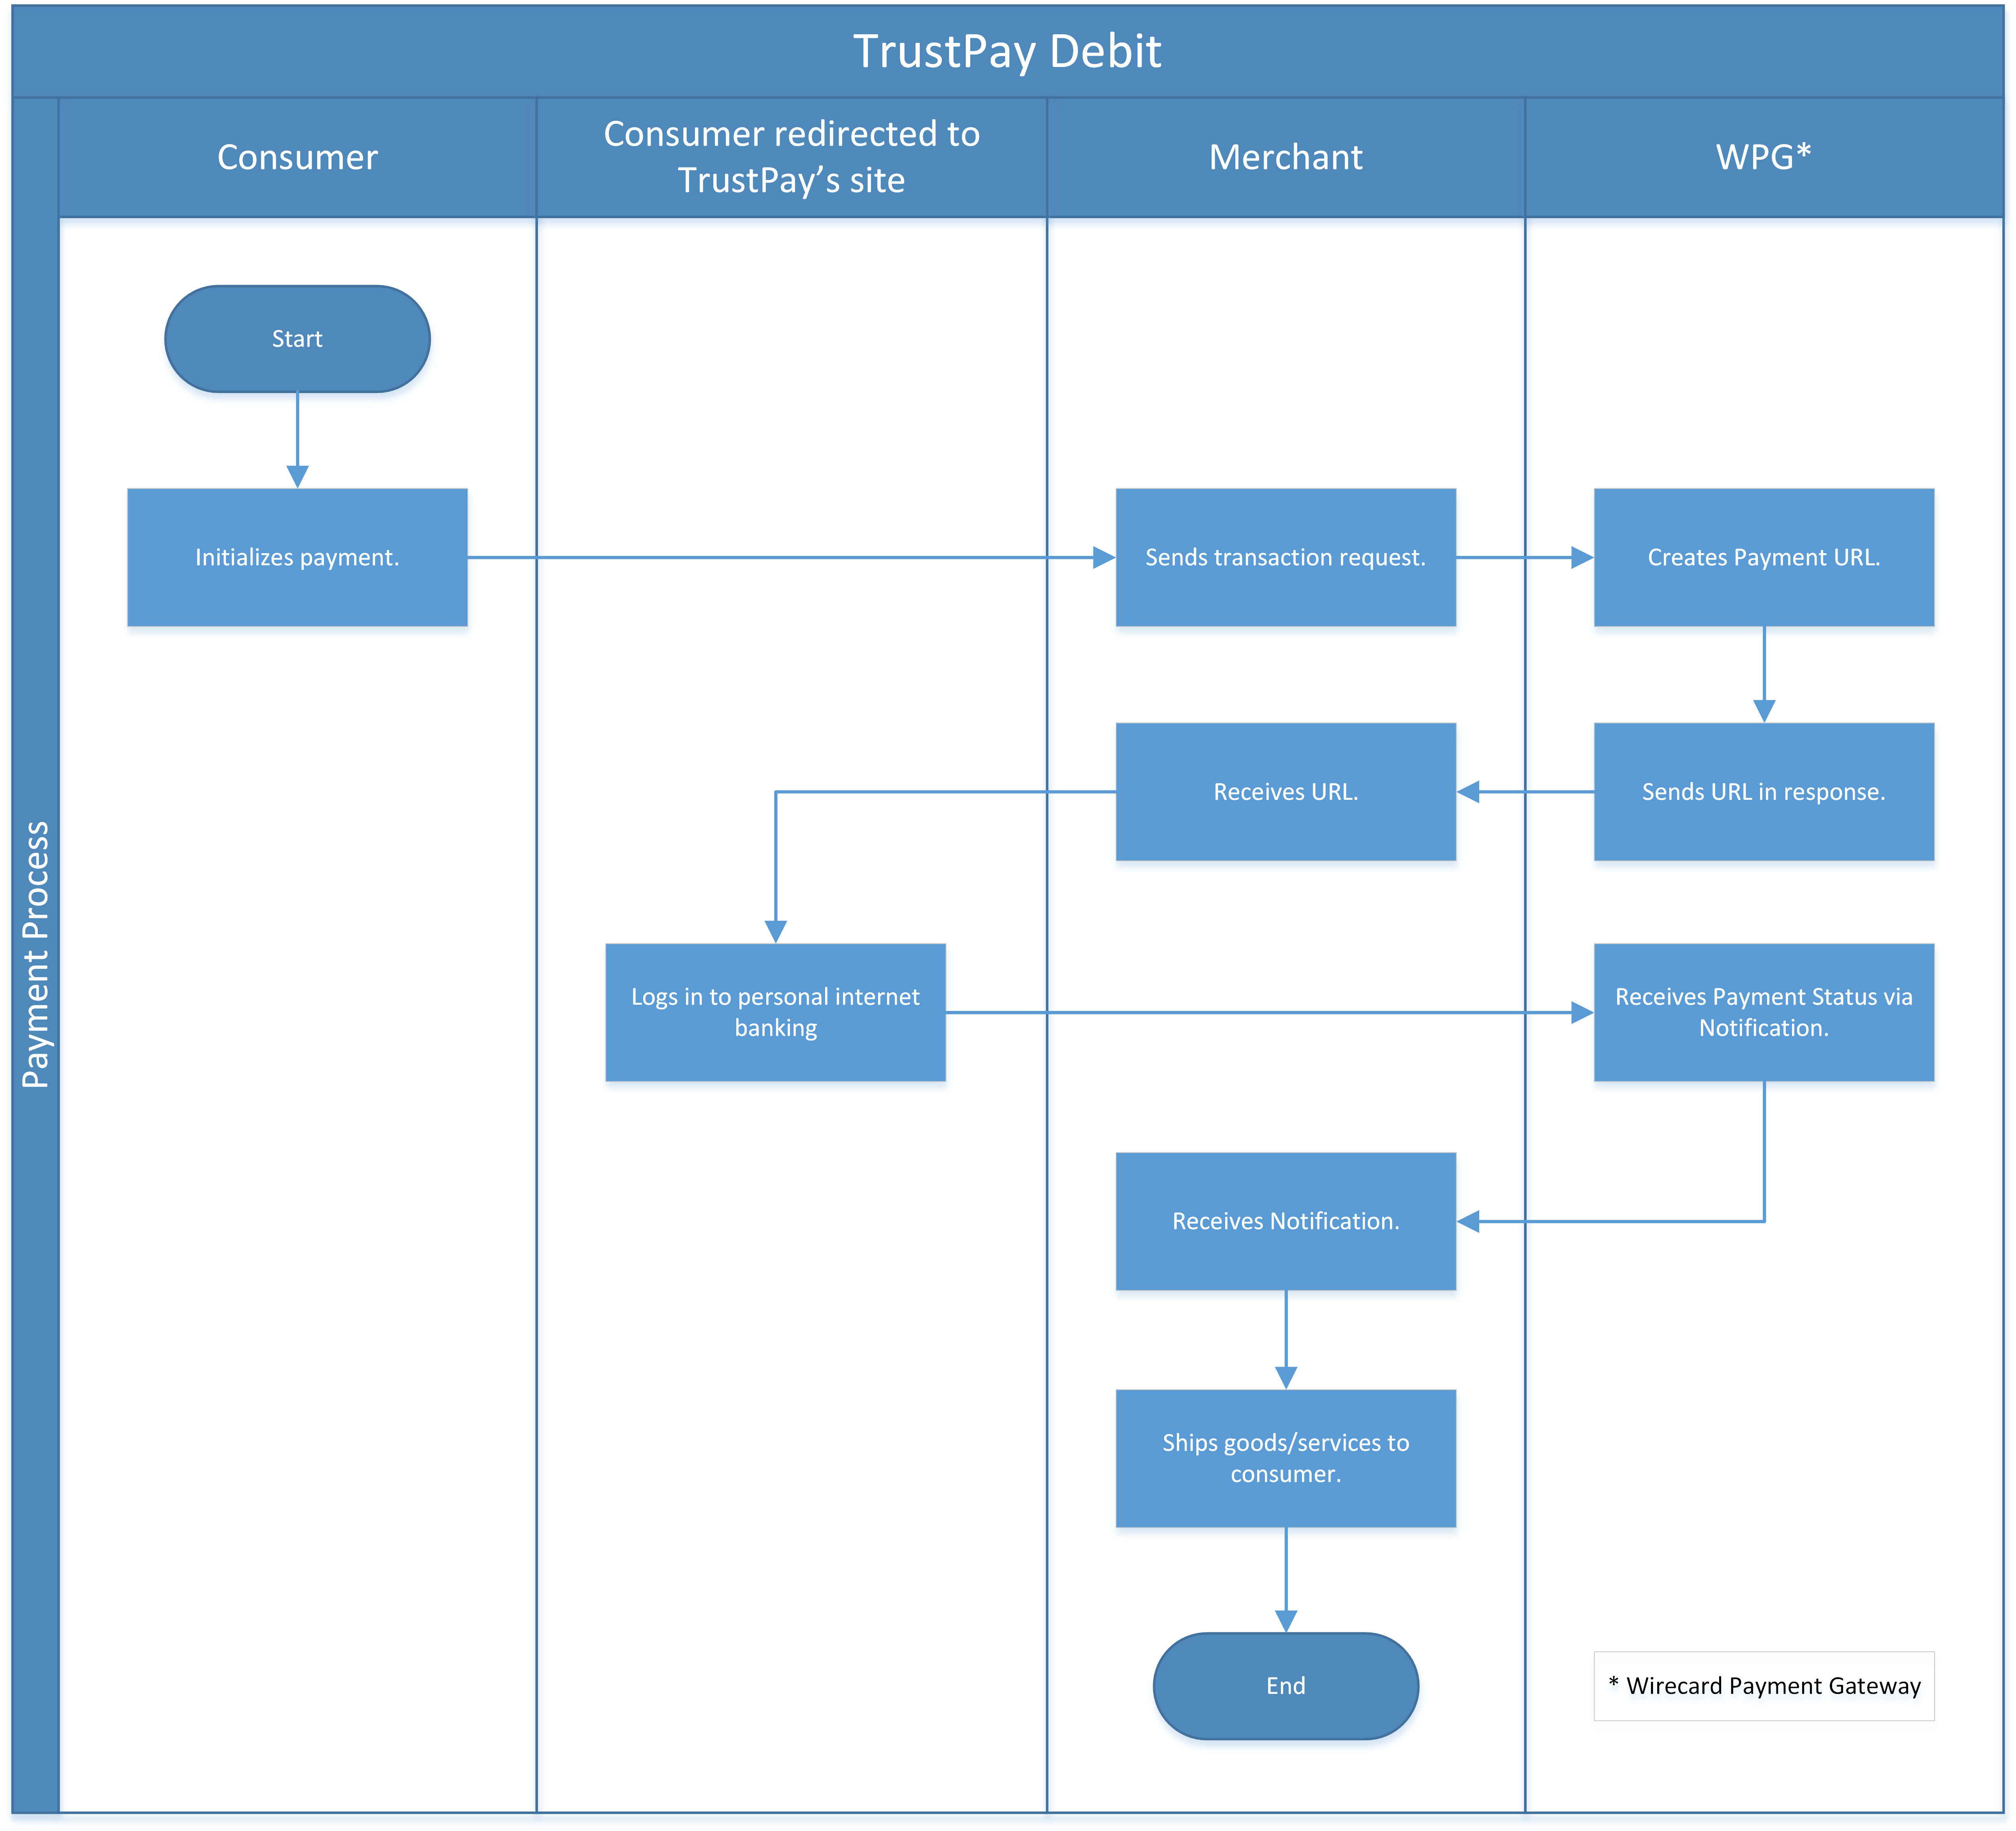 TrustPay Debit
Payment Process
Consumer
Consumer redirected to
TrustPay’s site
Merchant
WPG*
Start
Initializes payment.
Sends transaction request.
Creates Payment URL.
Receives URL.
Sends URL in response.
Logs in to personal internet
banking
Receives Payment Status via
Notification.
Receives Notification.
Ships goods/services to
consumer.
End
* Wirecard Payment Gateway